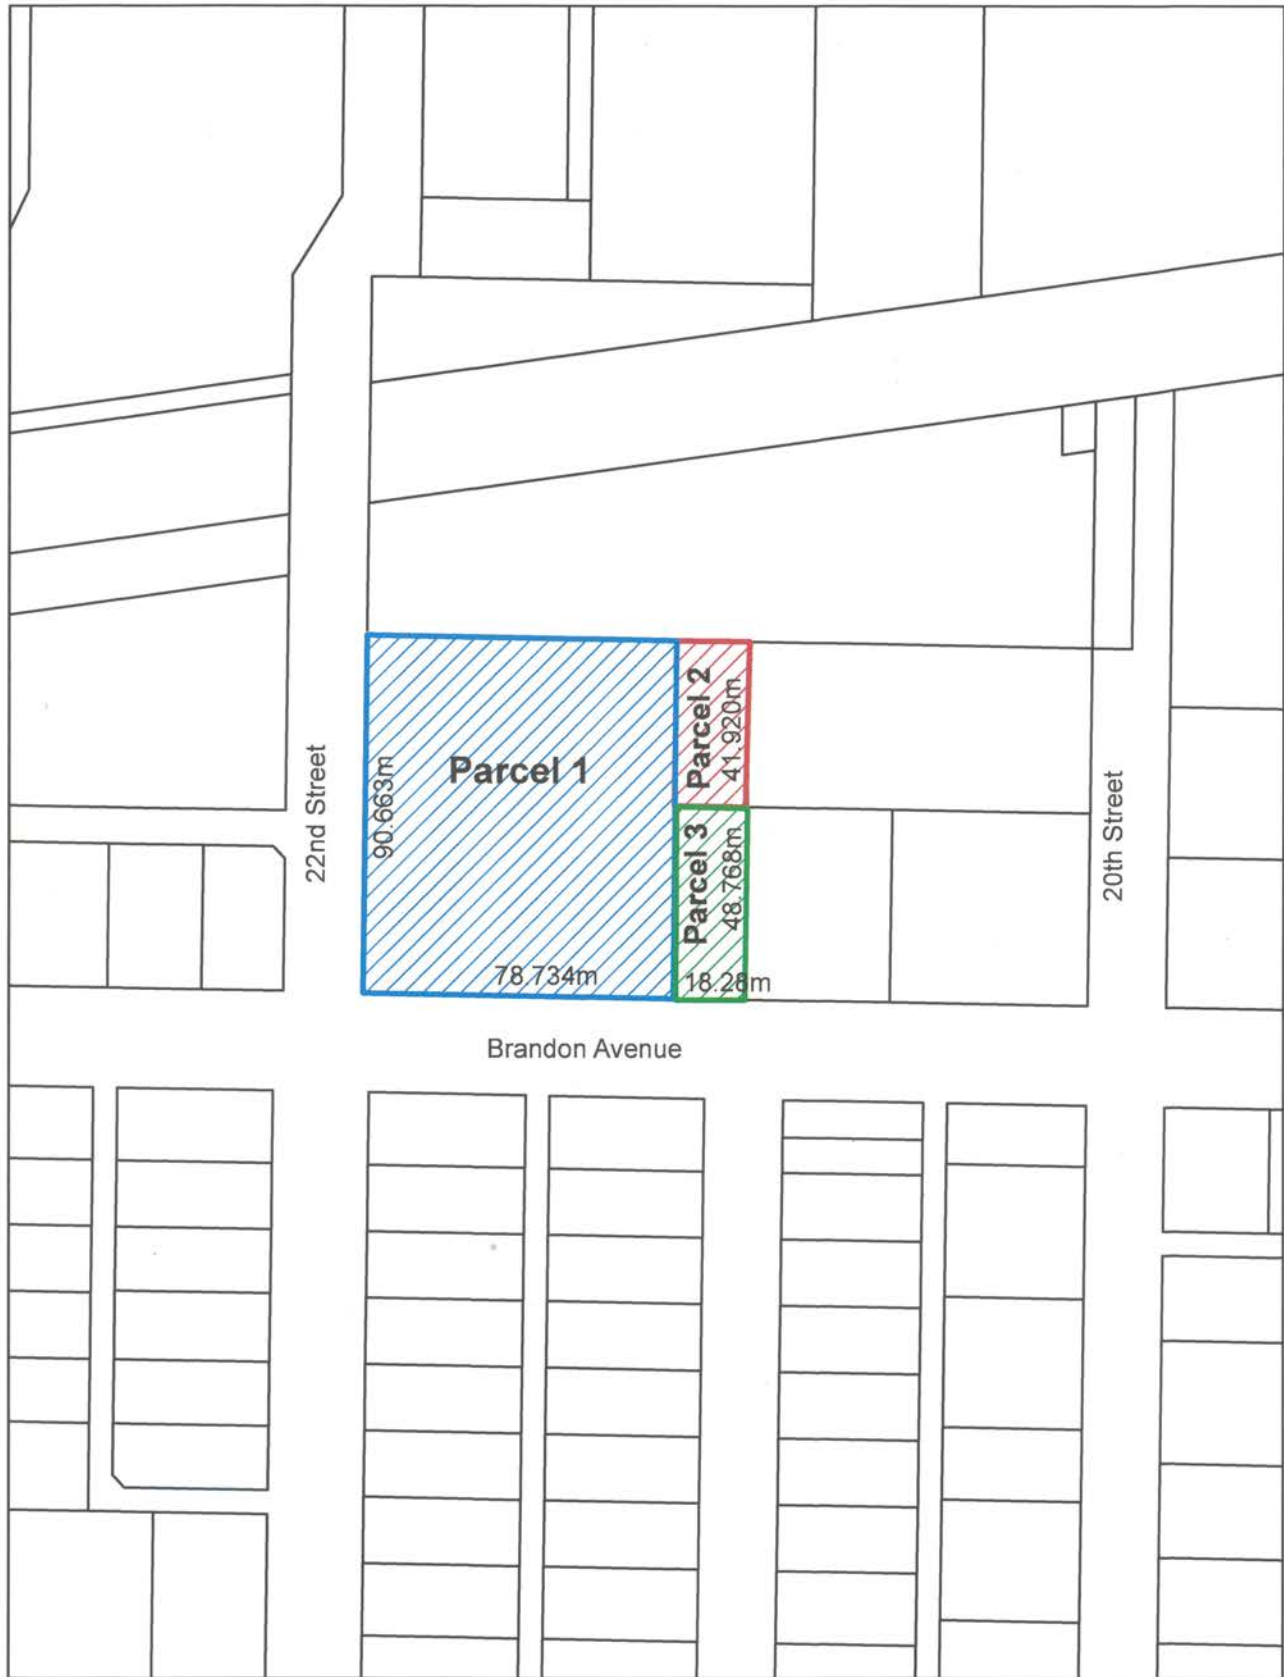 Parcel 1
90.663m
78.734m
Parcel 2
41.920m
Parcel 3
48.768m
18.28m
22nd Street
20th Street
Brandon Avenue